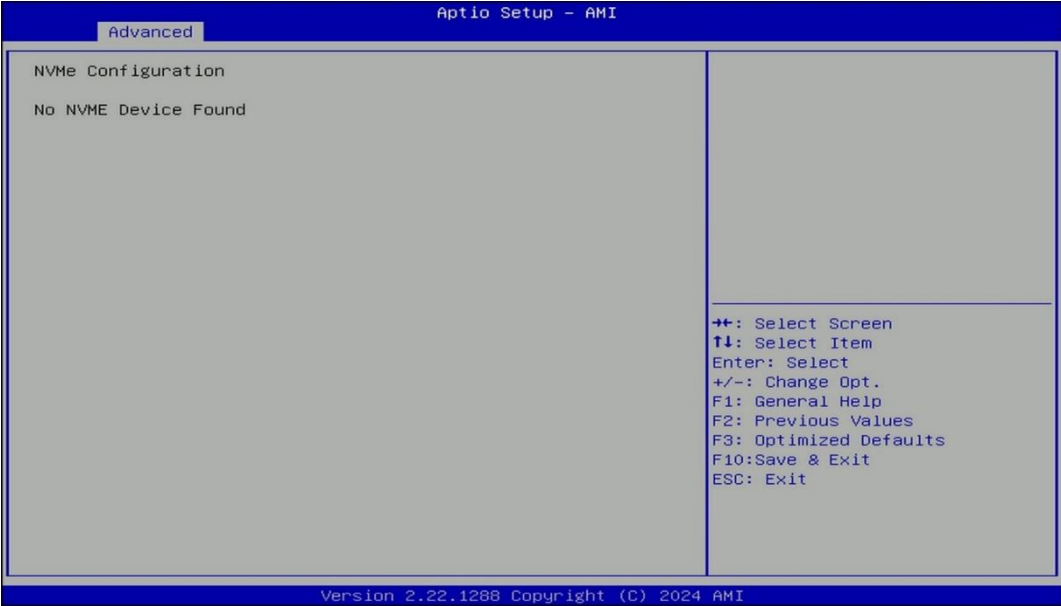 Aptio Setup – AMI
Advanced
NVMe Configuration
No NVME Device Found
→←: Select Screen
↑↓: Select Item
Enter: Select
+/-: Change Opt.
F1: General Help
F2: Previous Values
F3: Optimized Defaults
F10:Save & Exit
ESC: Exit
Version 2.22.1288 Copyright (C) 2024 AMI